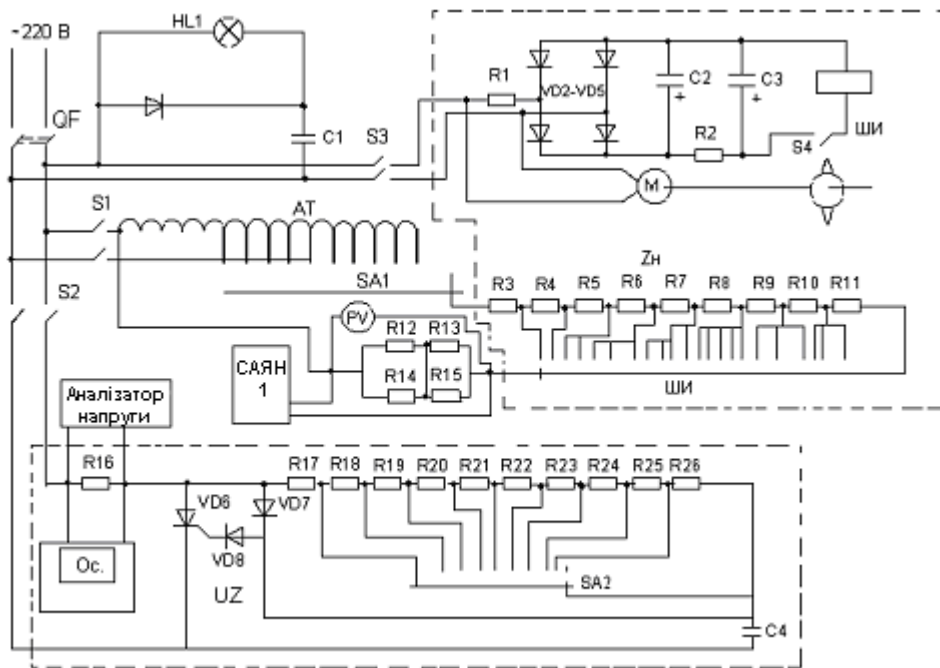 ~220 В
HL1
QF
C1
S3
R1
VD2-VD5
C2
+
C3
+
R2
S4
ШИ
M
S1
AT
S2
SA1
PV
Zн
R3 R4 R5 R6 R7 R8 R9 R10 R11
R12 R13
R14 R15
САЯН
1
ШИ
Аналізатор
напруги
R16
R17 R18 R19 R20 R21 R22 R23 R24 R25 R26
VD6
VD7
VD8
Ос.
UZ
SA2
C4